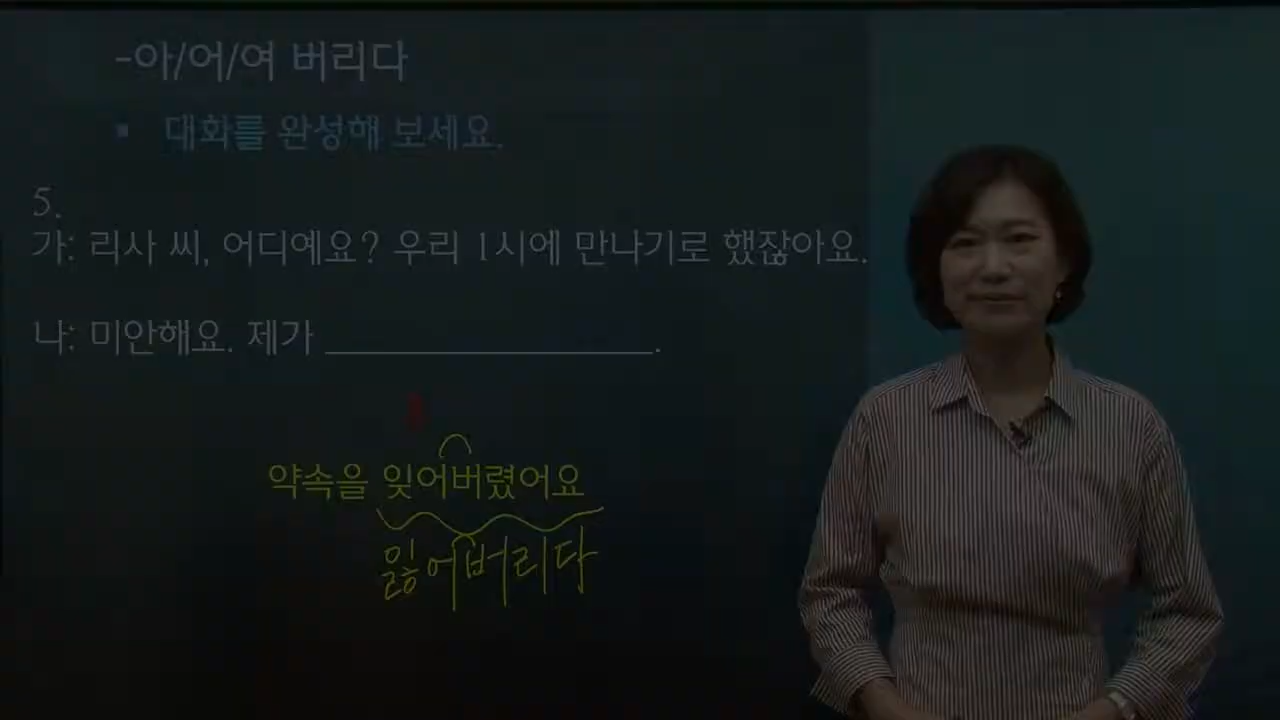 -아/어/여 버리다
▪ 대화를 완성해 보세요.
5.
가: 리사 씨, 어디예요? 우리 1시에 만나기로 했잖아요.
나: 미안해요. 제가 ____________________.
약속을 잊어버렸어요
잃어버리다